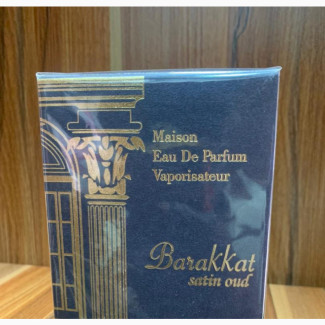 Maison
Eau De Parfum
Vaporisateur
Barakkat
satin oud